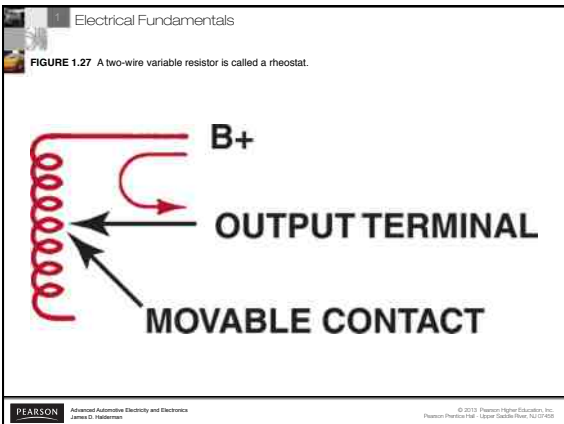 1 Electrical Fundamentals
FIGURE 1.27 A two-wire variable resistor is called a rheostat.
B+
OUTPUT TERMINAL
MOVABLE CONTACT
PEARSON
Advanced Automotive Electricity and Electronics
James D. Halderman
© 2013 Pearson Higher Education, Inc.
Pearson Prentice Hall - Upper Saddle River, NJ 07458